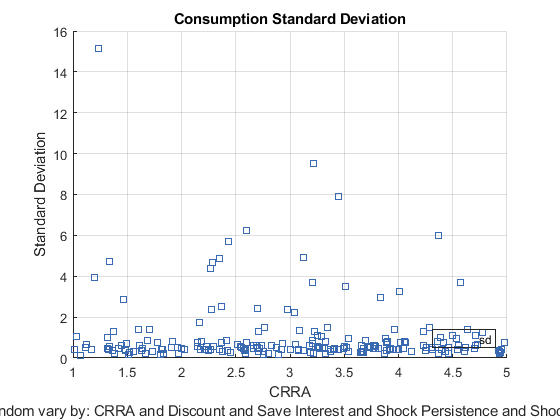 Consumption Standard Deviation
16
14
12
10
8
6
4
2
0
Standard Deviation
sd
1 1.5 2 2.5 3 3.5 4 4.5 5
CRRA
ndom vary by: CRRA and Discount and Save Interest and Shock Persistence and Sho